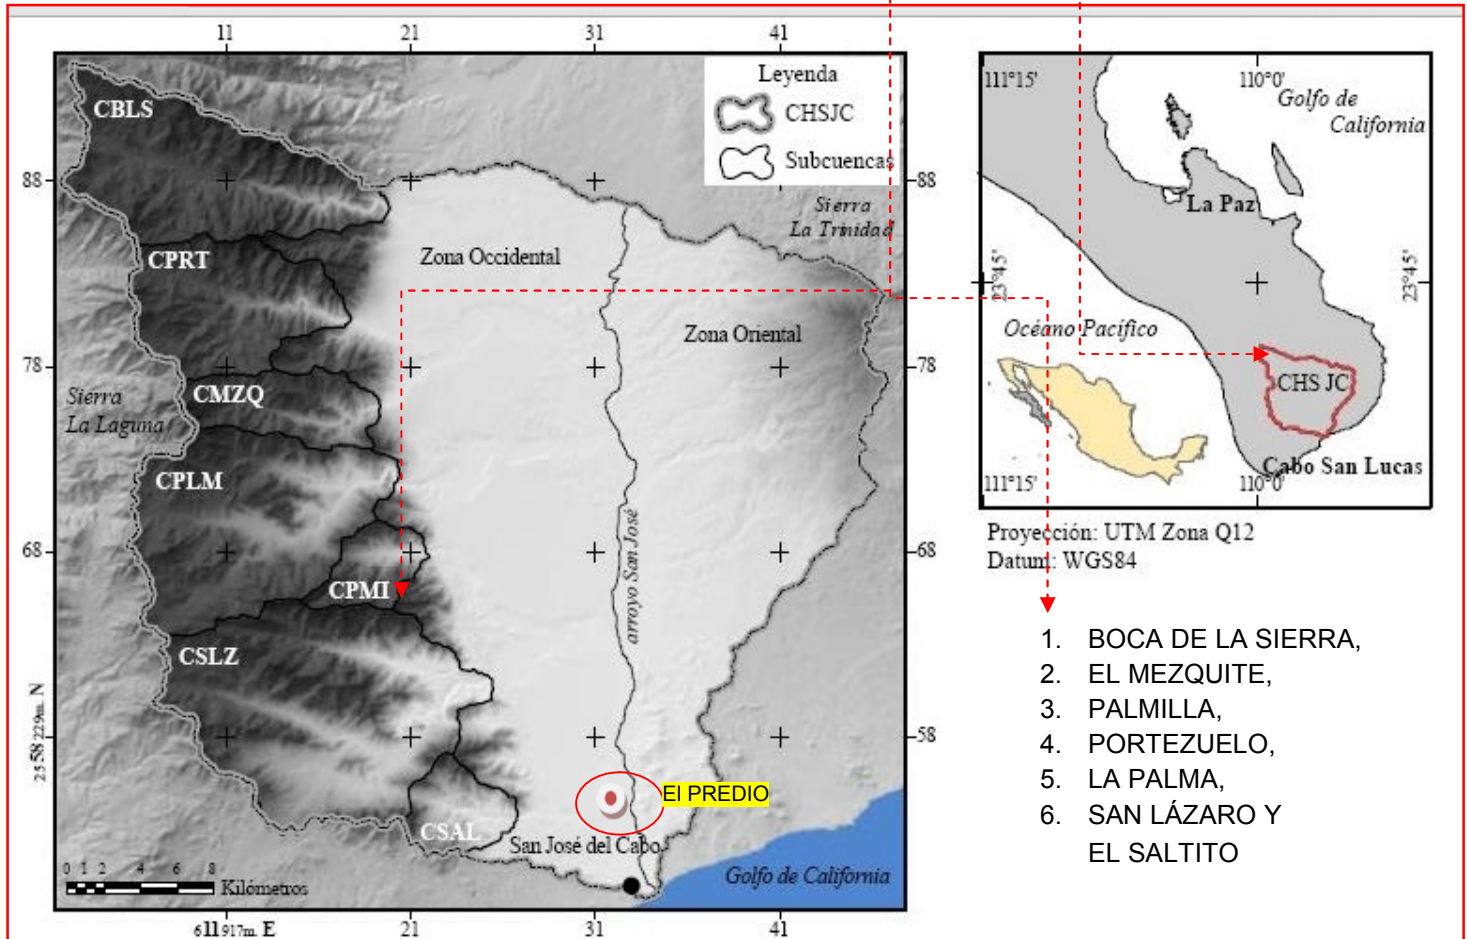 11 21 31 41
88
78
68
58
2558229m. N
88
78
68
58
611917m. E 21 31 41
Leyenda
CHSJC
Subcuencas
CBLS
CPRT
CMZQ
CPLM
CPMI
CSLZ
CSAL
Sierra
La Trinidad
Zona Occidental
Zona Oriental
Sierra
La Laguna
arroyo San José
El PREDIO
San José del Cabo
Golfo de California
0 1 2 4 6 8
Kilómetros
111°15' 110°0'
Golfo de
California
La Paz
23°45' 23°45'
Océano Pacífico
CHS JC
Cabo San Lucas
111°15' 110°0'
Proyección: UTM Zona Q12
Datum: WGS84
1. BOCA DE LA SIERRA,
2. EL MEZQUITE,
3. PALMILLA,
4. PORTEZUELO,
5. LA PALMA,
6. SAN LÁZARO Y
EL SALTITO